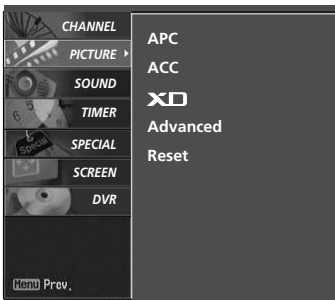 CHANNEL
PICTURE
SOUND
TIMER
SPECIAL
SCREEN
DVR
Menu Prev.
APC
ACC
XD
Advanced
Reset